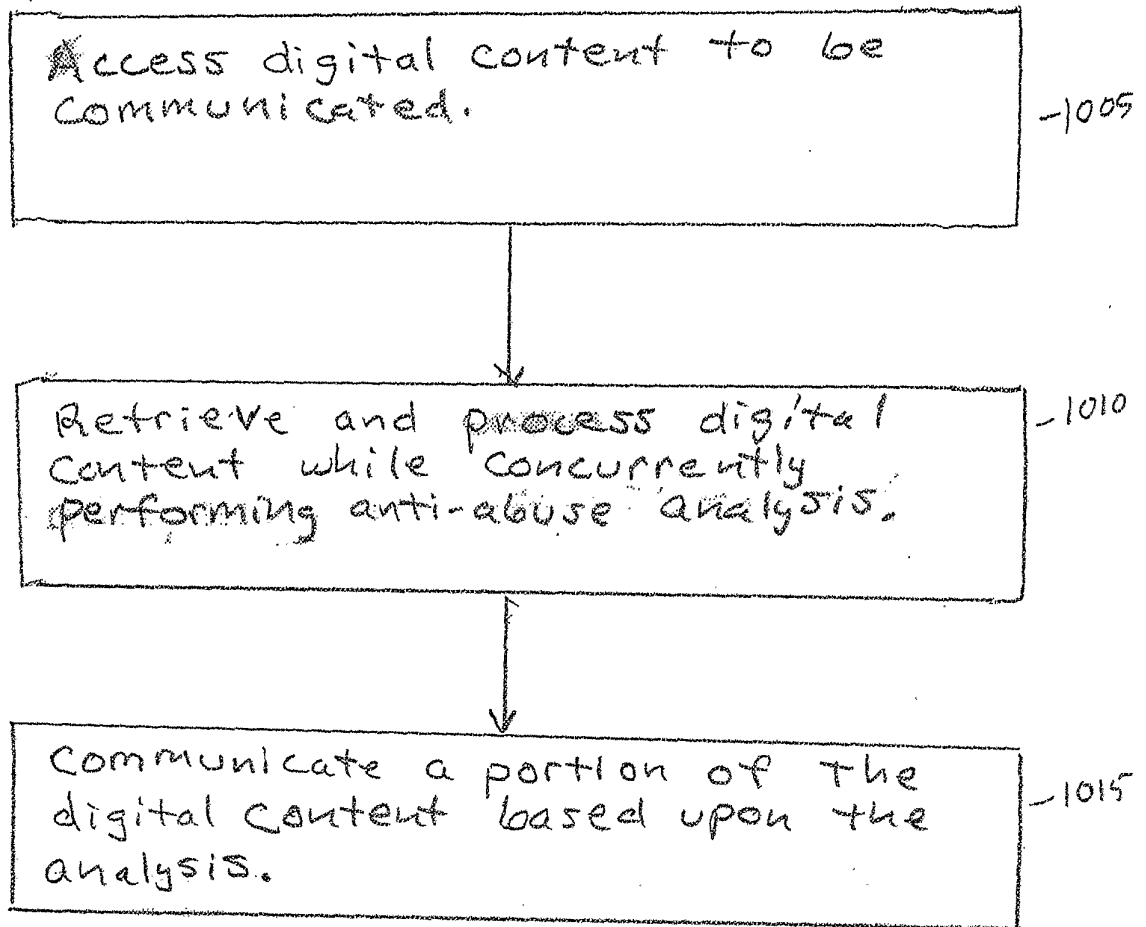 Access digital content to be
communicated.
-1005
Retrieve and process digital
content while concurrently
performing anti-abuse analysis.
-1010
Communicate a portion of the
digital content based upon the
analysis.
-1015